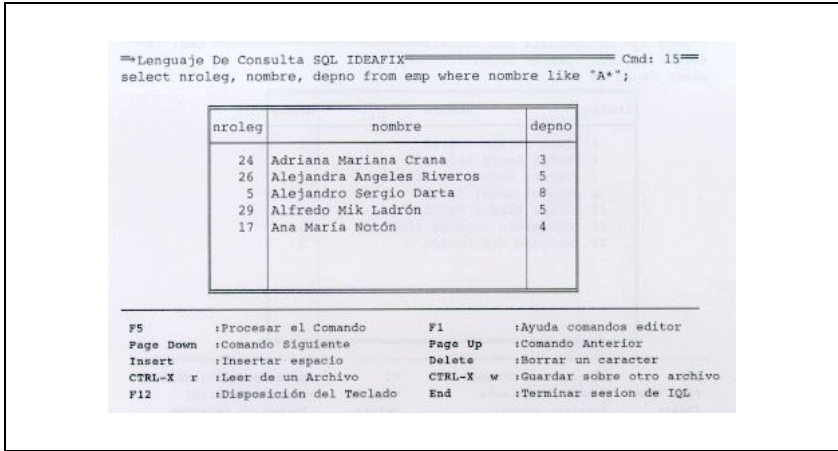 *Lenguaje De Consulta SQL IDEAFIX Cmd: 15
select nroleg, nombre, depno from emp where nombre like "A*";
nroleg nombre depno
24 Adriana Mariana Crana 3
26 Alejandra Angeles Riveros 5
5 Alejandro Sergio Darta 8
29 Alfredo Mik Ladrón 5
17 Ana María Notón 4
F5 :Procesar el Comando F1 :Ayuda comandos editor
Page Down :Comando Siguiente Page Up :Comando Anterior
Insert :Insertar espacio Delete :Borrar un caracter
CTRL-X r :Leer de un Archivo CTRL-X w :Guardar sobre otro archivo
F12 :Disposición del Teclado End :Terminar sesion de IQL